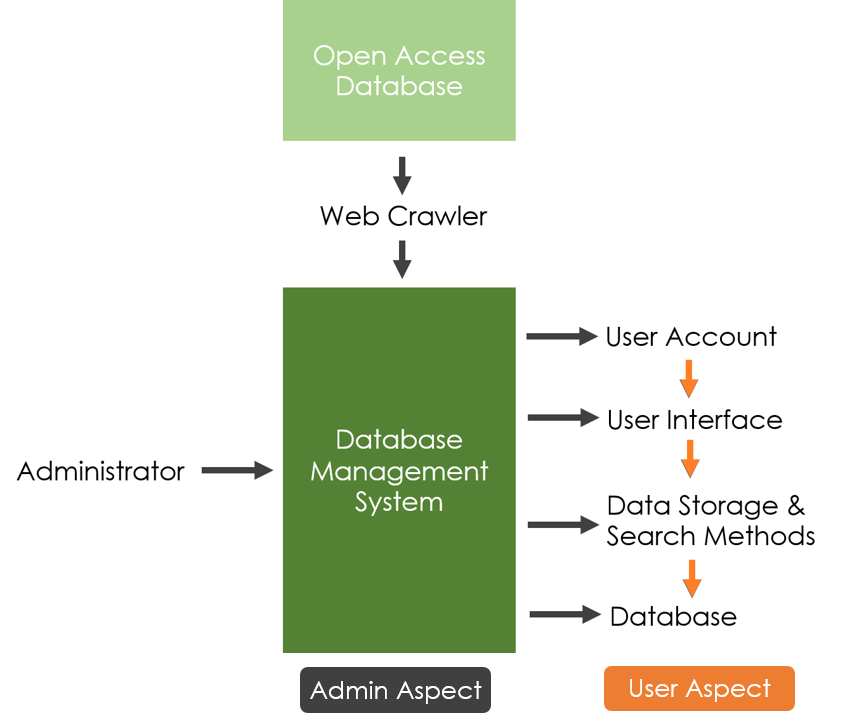 Open Access
Database
Web Crawler
User Account
User Interface
Database
Management
System
Administrator
Data Storage &
Search Methods
Database
Admin Aspect
User Aspect